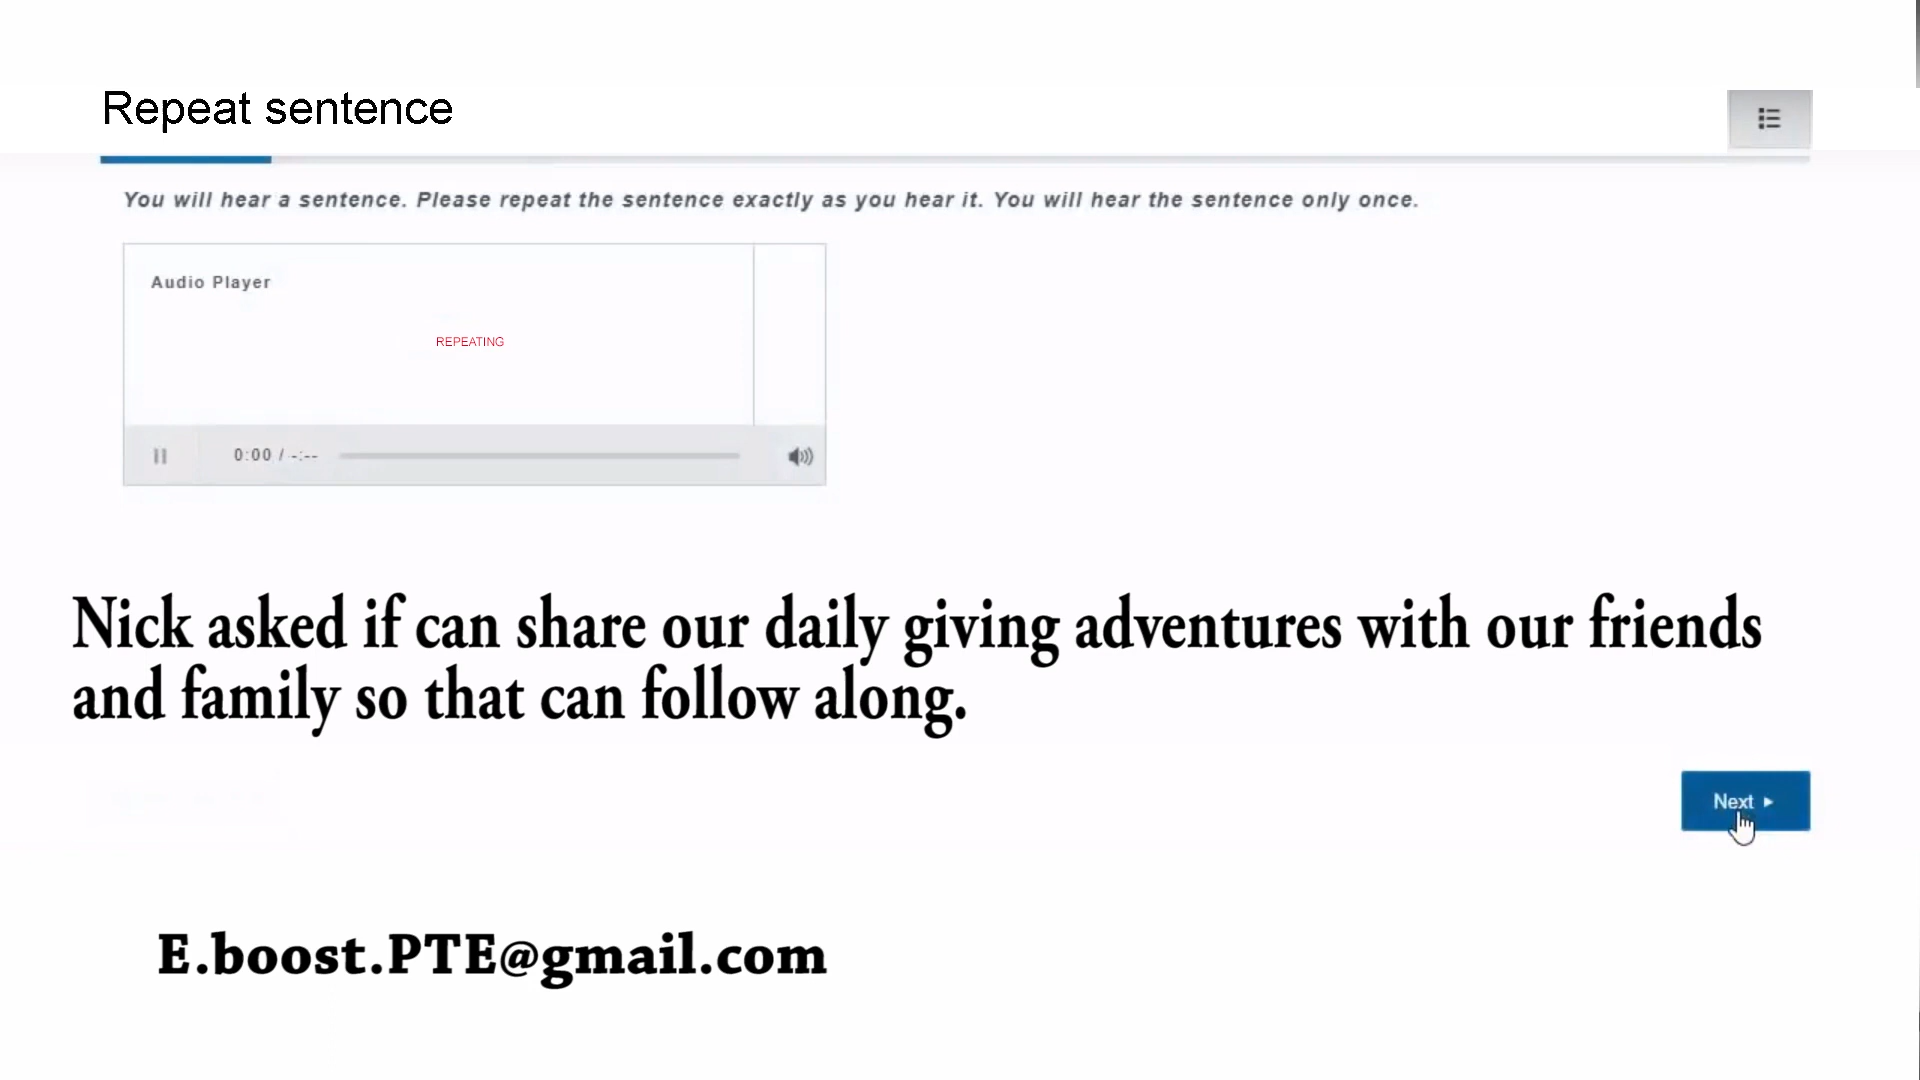 Repeat sentence
You will hear a sentence. Please repeat the sentence exactly as you hear it. You will hear the sentence only once.
Audio Player
REPEATING
0:00 / -:--
Nick asked if can share our daily giving adventures with our friends
and family so that can follow along.
Next
E.boost.PTE@gmail.com